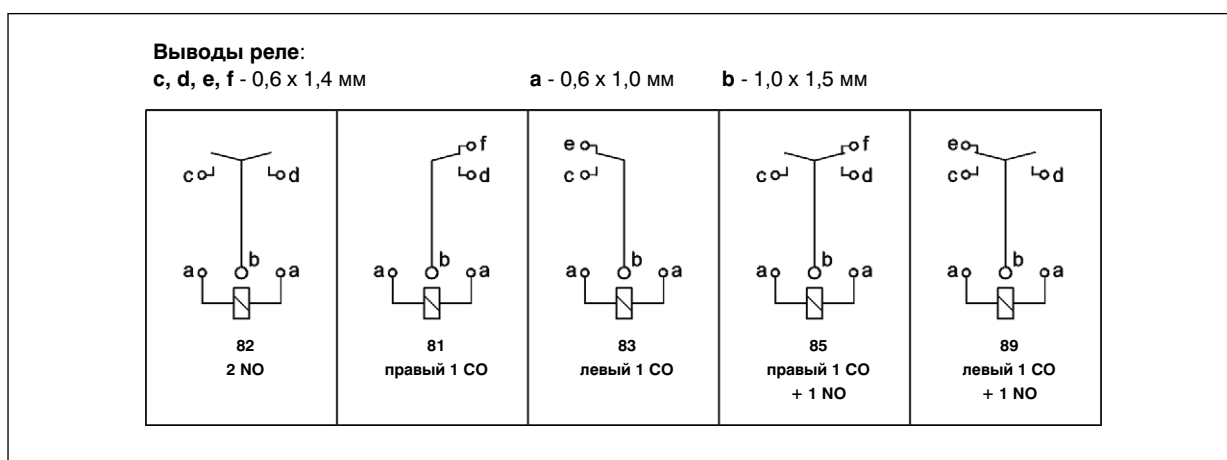 Выводы реле:
c, d, e, f - 0,6 x 1,4 мм a - 0,6 x 1,0 мм b - 1,0 x 1,5 мм
c d
a b a
82
2 NO
f
d
a b a
81
правый 1 CO
e
c
a b a
83
левый 1 CO
f
c d
a b a
85
правый 1 CO
+ 1 NO
e
c d
a b a
89
левый 1 CO
+ 1 NO